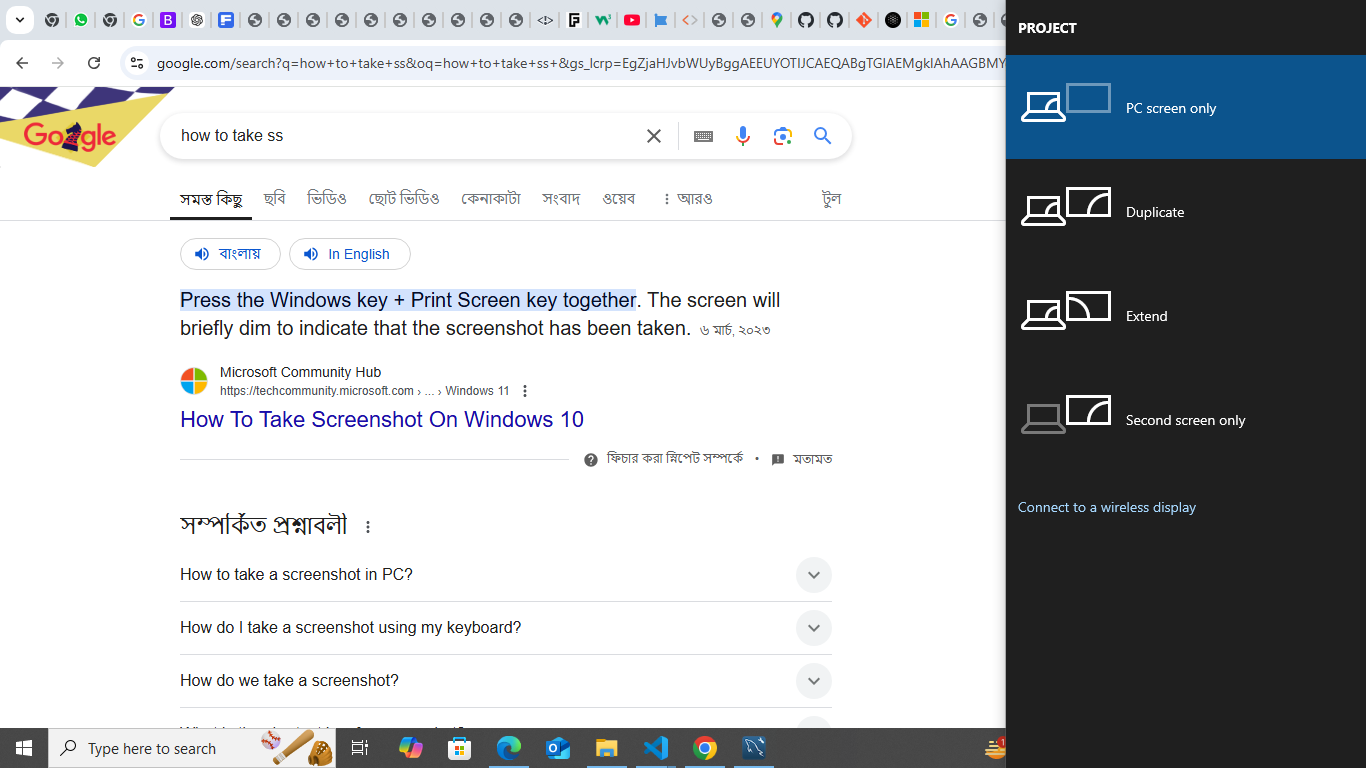 google.com/search?q=how+to+take+ss&oq=how+to+take+ss+&gs_lcrp=EgZjaHJvbWUyBggAEEUYOTIJCAEQABgTGIAEMgkIAhAAGBMY
Google
how to take ss
সমস্ত কিছু ছবি ভিডিও ছোট ভিডিও কেনাকাটা সংবাদ ওয়েব আরও টুল
বাংলায় In English
Press the Windows key + Print Screen key together. The screen will
briefly dim to indicate that the screenshot has been taken. ৬ মার্চ, ২০২৩
Microsoft Community Hub
https://techcommunity.microsoft.com › ... › Windows 11
How To Take Screenshot On Windows 10
ফিচার করা স্নিপেট সম্পর্কে • মতামত
সম্পর্কিত প্রশ্নাবলী
How to take a screenshot in PC?
How do I take a screenshot using my keyboard?
How do we take a screenshot?
Type here to search
PROJECT
PC screen only
Duplicate
Extend
Second screen only
Connect to a wireless display